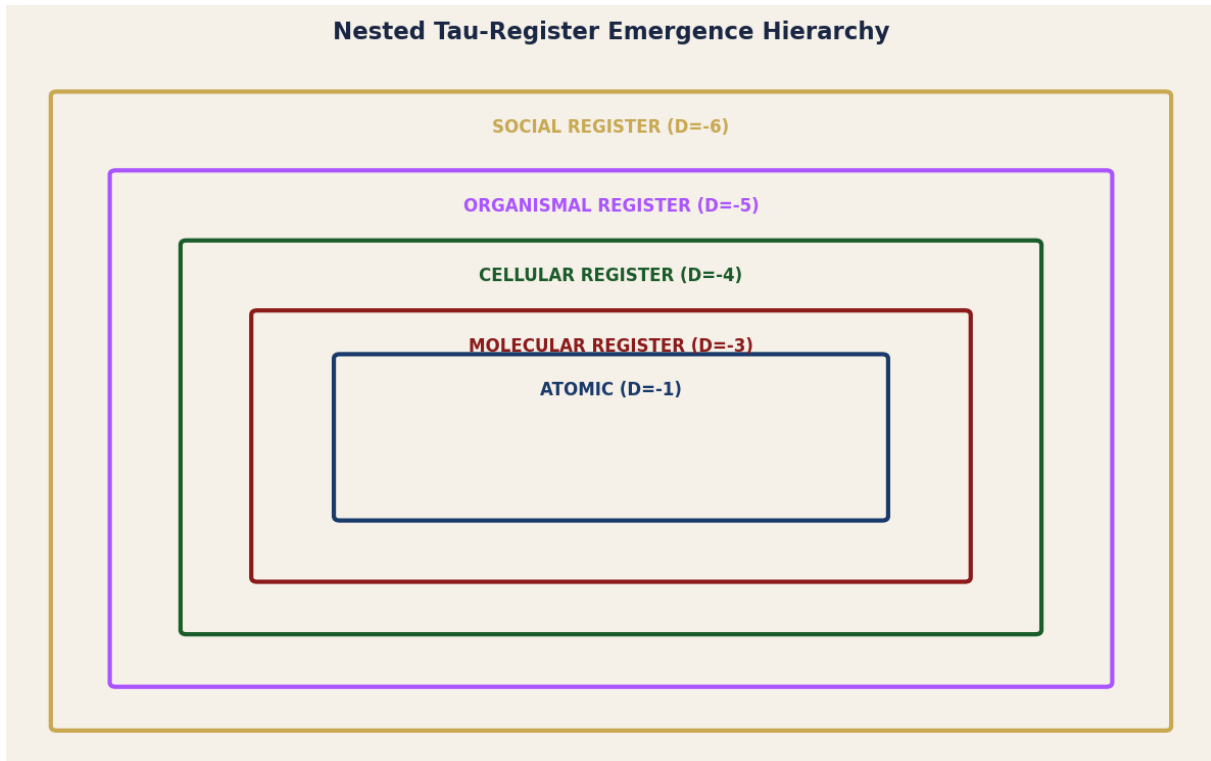 Nested Tau-Register Emergence Hierarchy
SOCIAL REGISTER (D=-6)
ORGANISMAL REGISTER (D=-5)
CELLULAR REGISTER (D=-4)
MOLECULAR REGISTER (D=-3)
ATOMIC (D=-1)